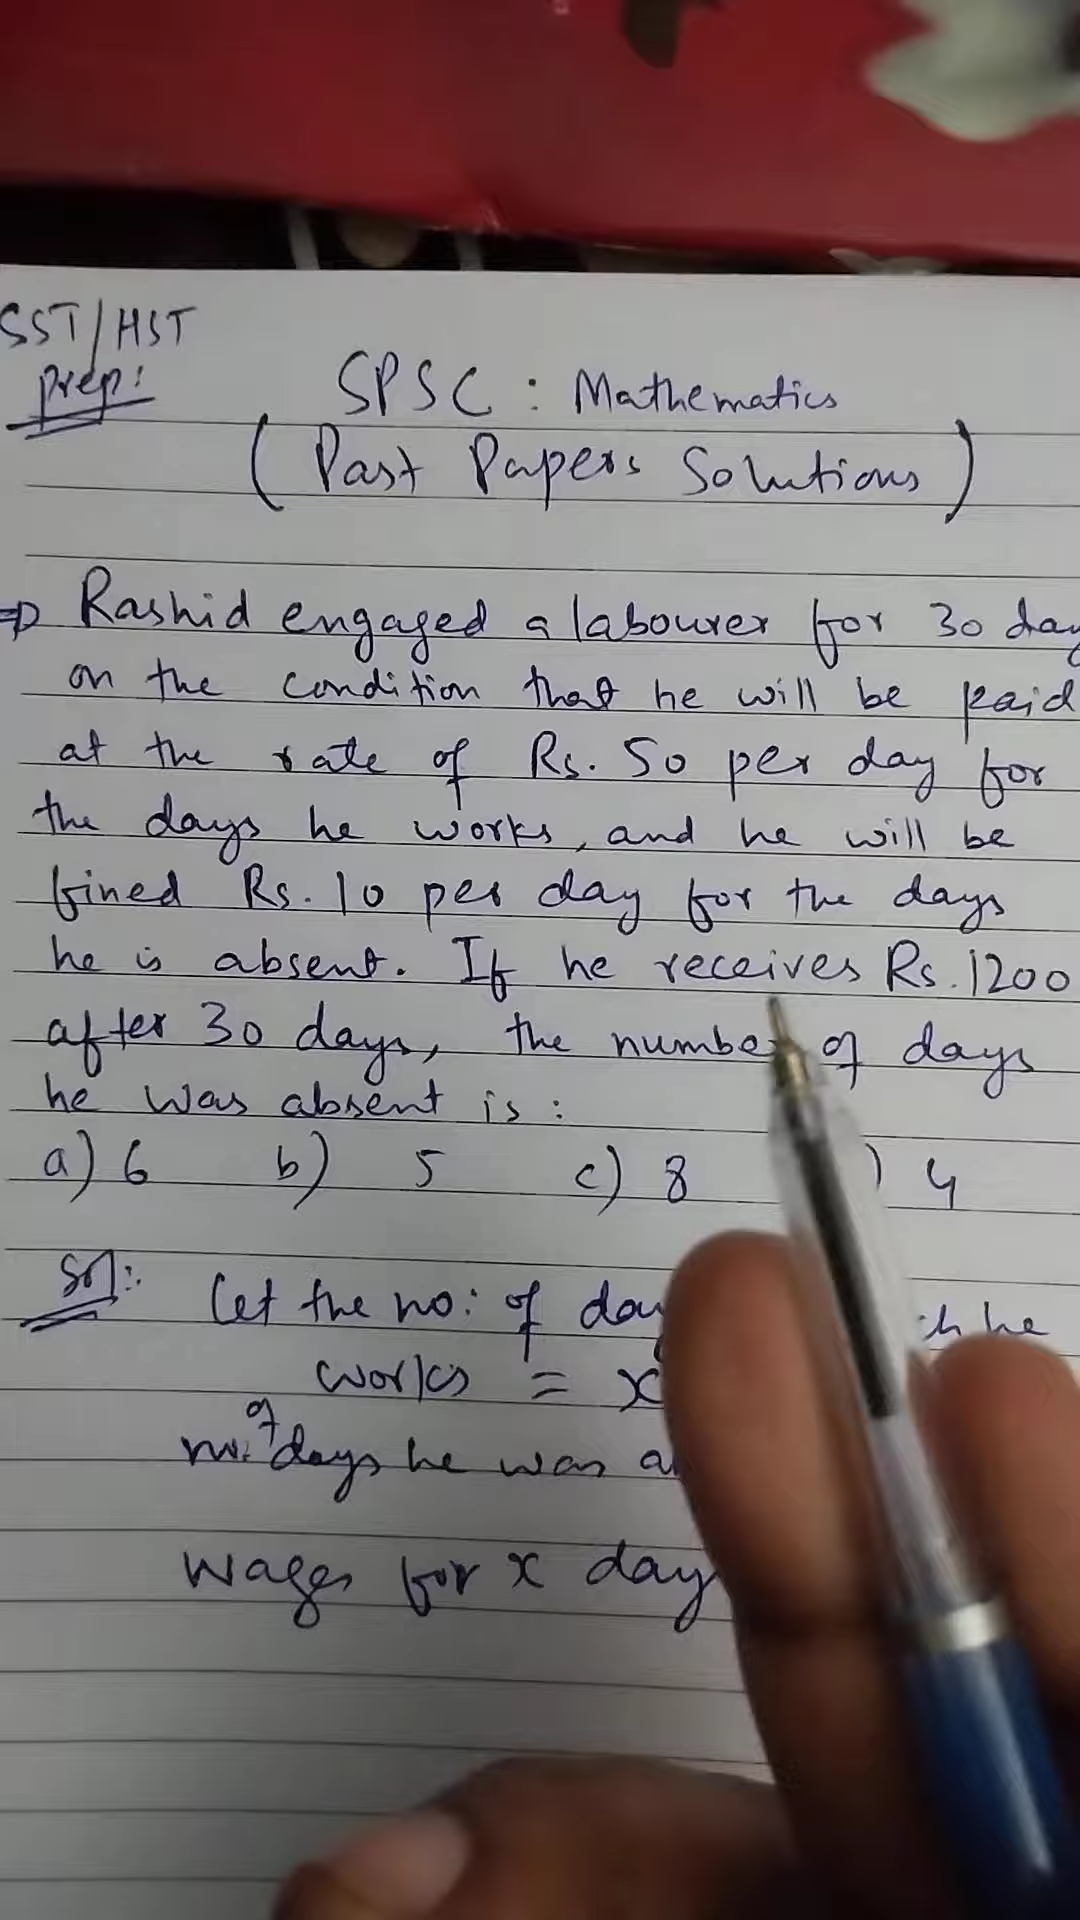 SST/HST
Prep:
SPSC : Mathematics
(Past Papers Solutions)
⇒ Rashid engaged a labourer for 30 day
on the condition that he will be paid
at the rate of Rs. 50 per day for
the days he works, and he will be
fined Rs. 10 per day for the days
he is absent. If he receives Rs. 1200
after 30 days, the number of days
he was absent is :
a) 6 b) 5 c) 8 ) 4
Sol: Let the no: of day he
works = x
no. of days he was a
wages for x day